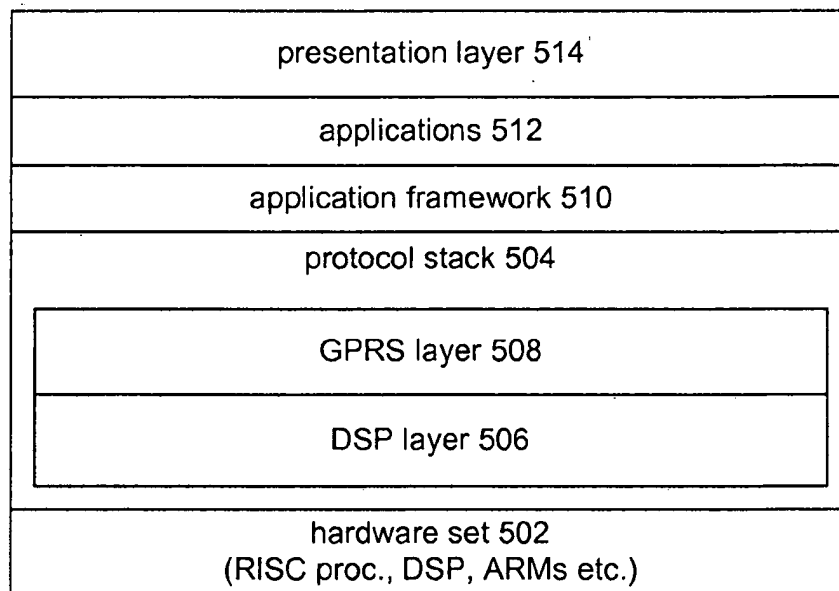 presentation layer 514
applications 512
application framework 510
protocol stack 504
GPRS layer 508
DSP layer 506
hardware set 502
(RISC proc., DSP, ARMs etc.)